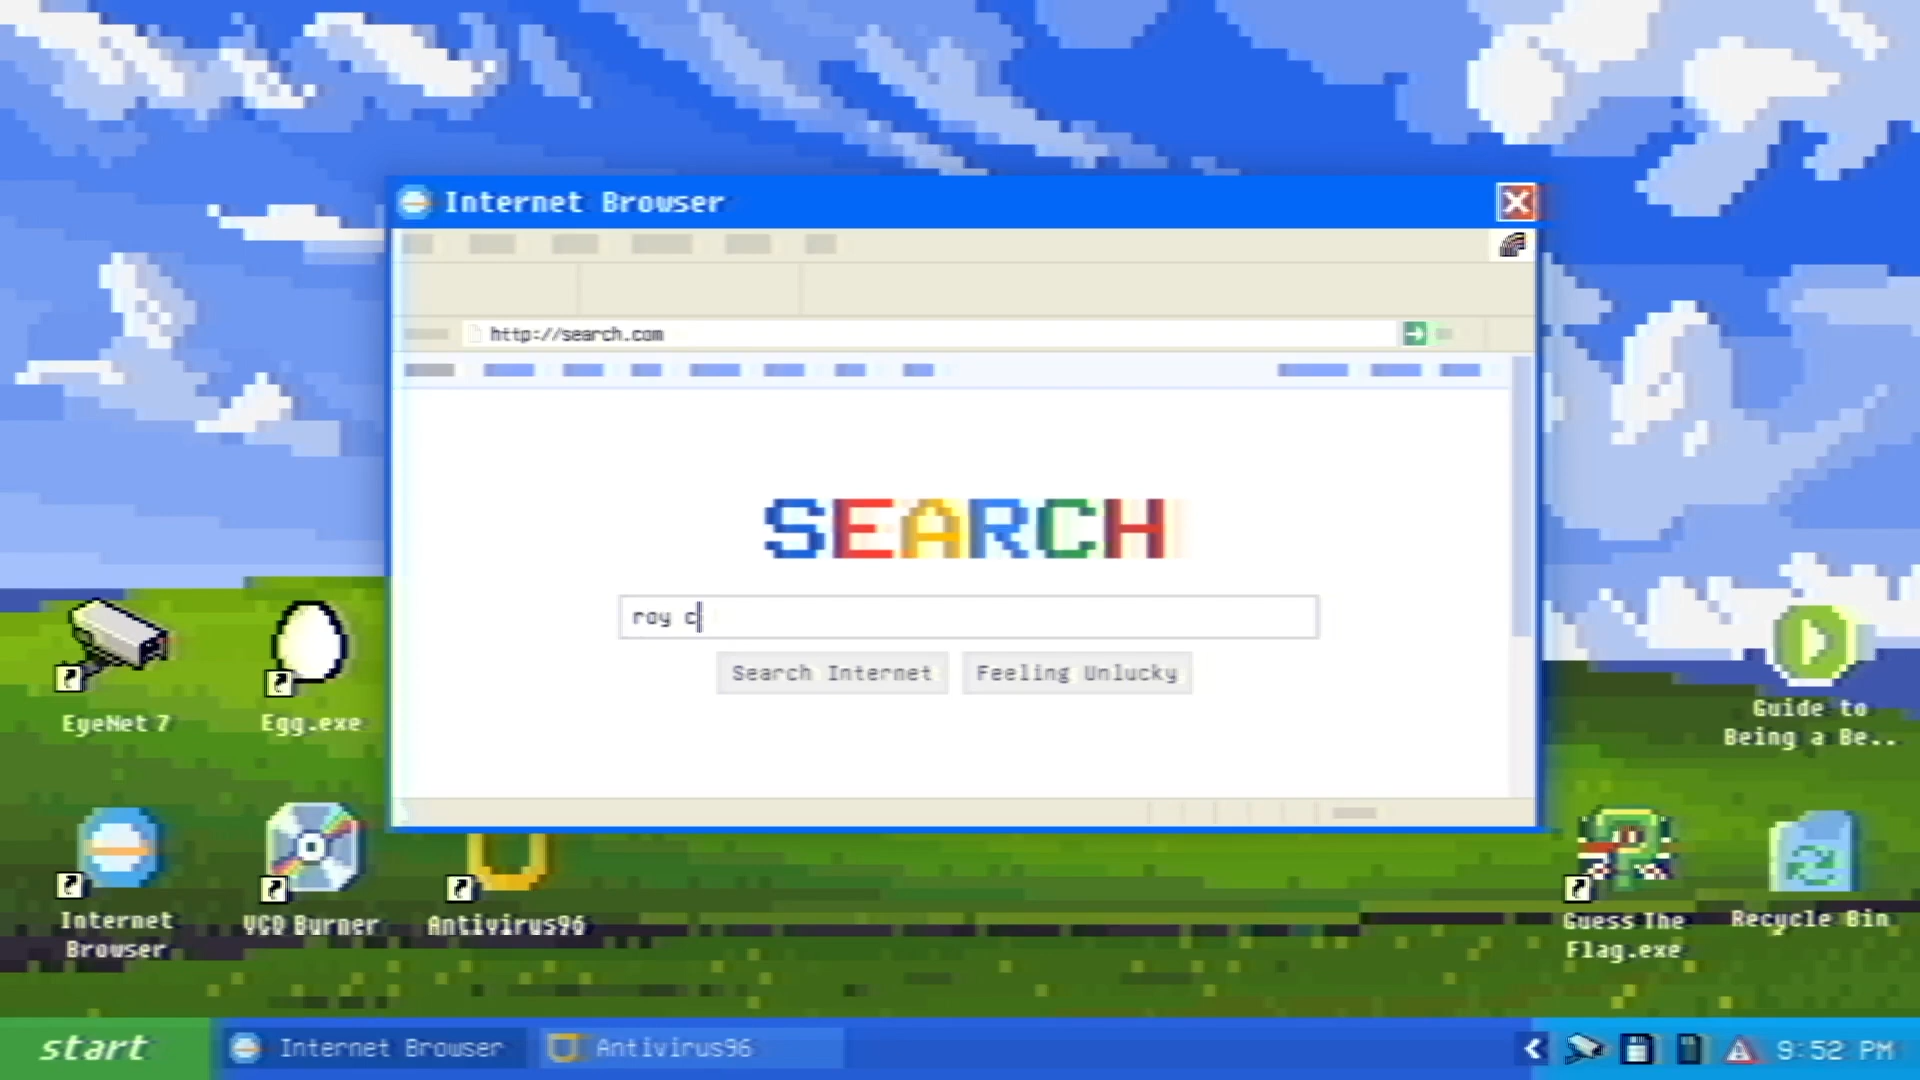 Internet Browser
http://search.com
SEARCH
roy c
Search Internet
Feeling Unlucky
EyeNet 7
Egg.exe
Guide to
Being a Be..
Internet
Browser
VCD Burner
Antivirus96
Guess The
Flag.exe
Recycle Bin
start
Internet Browser
Antivirus96
9:52 PM